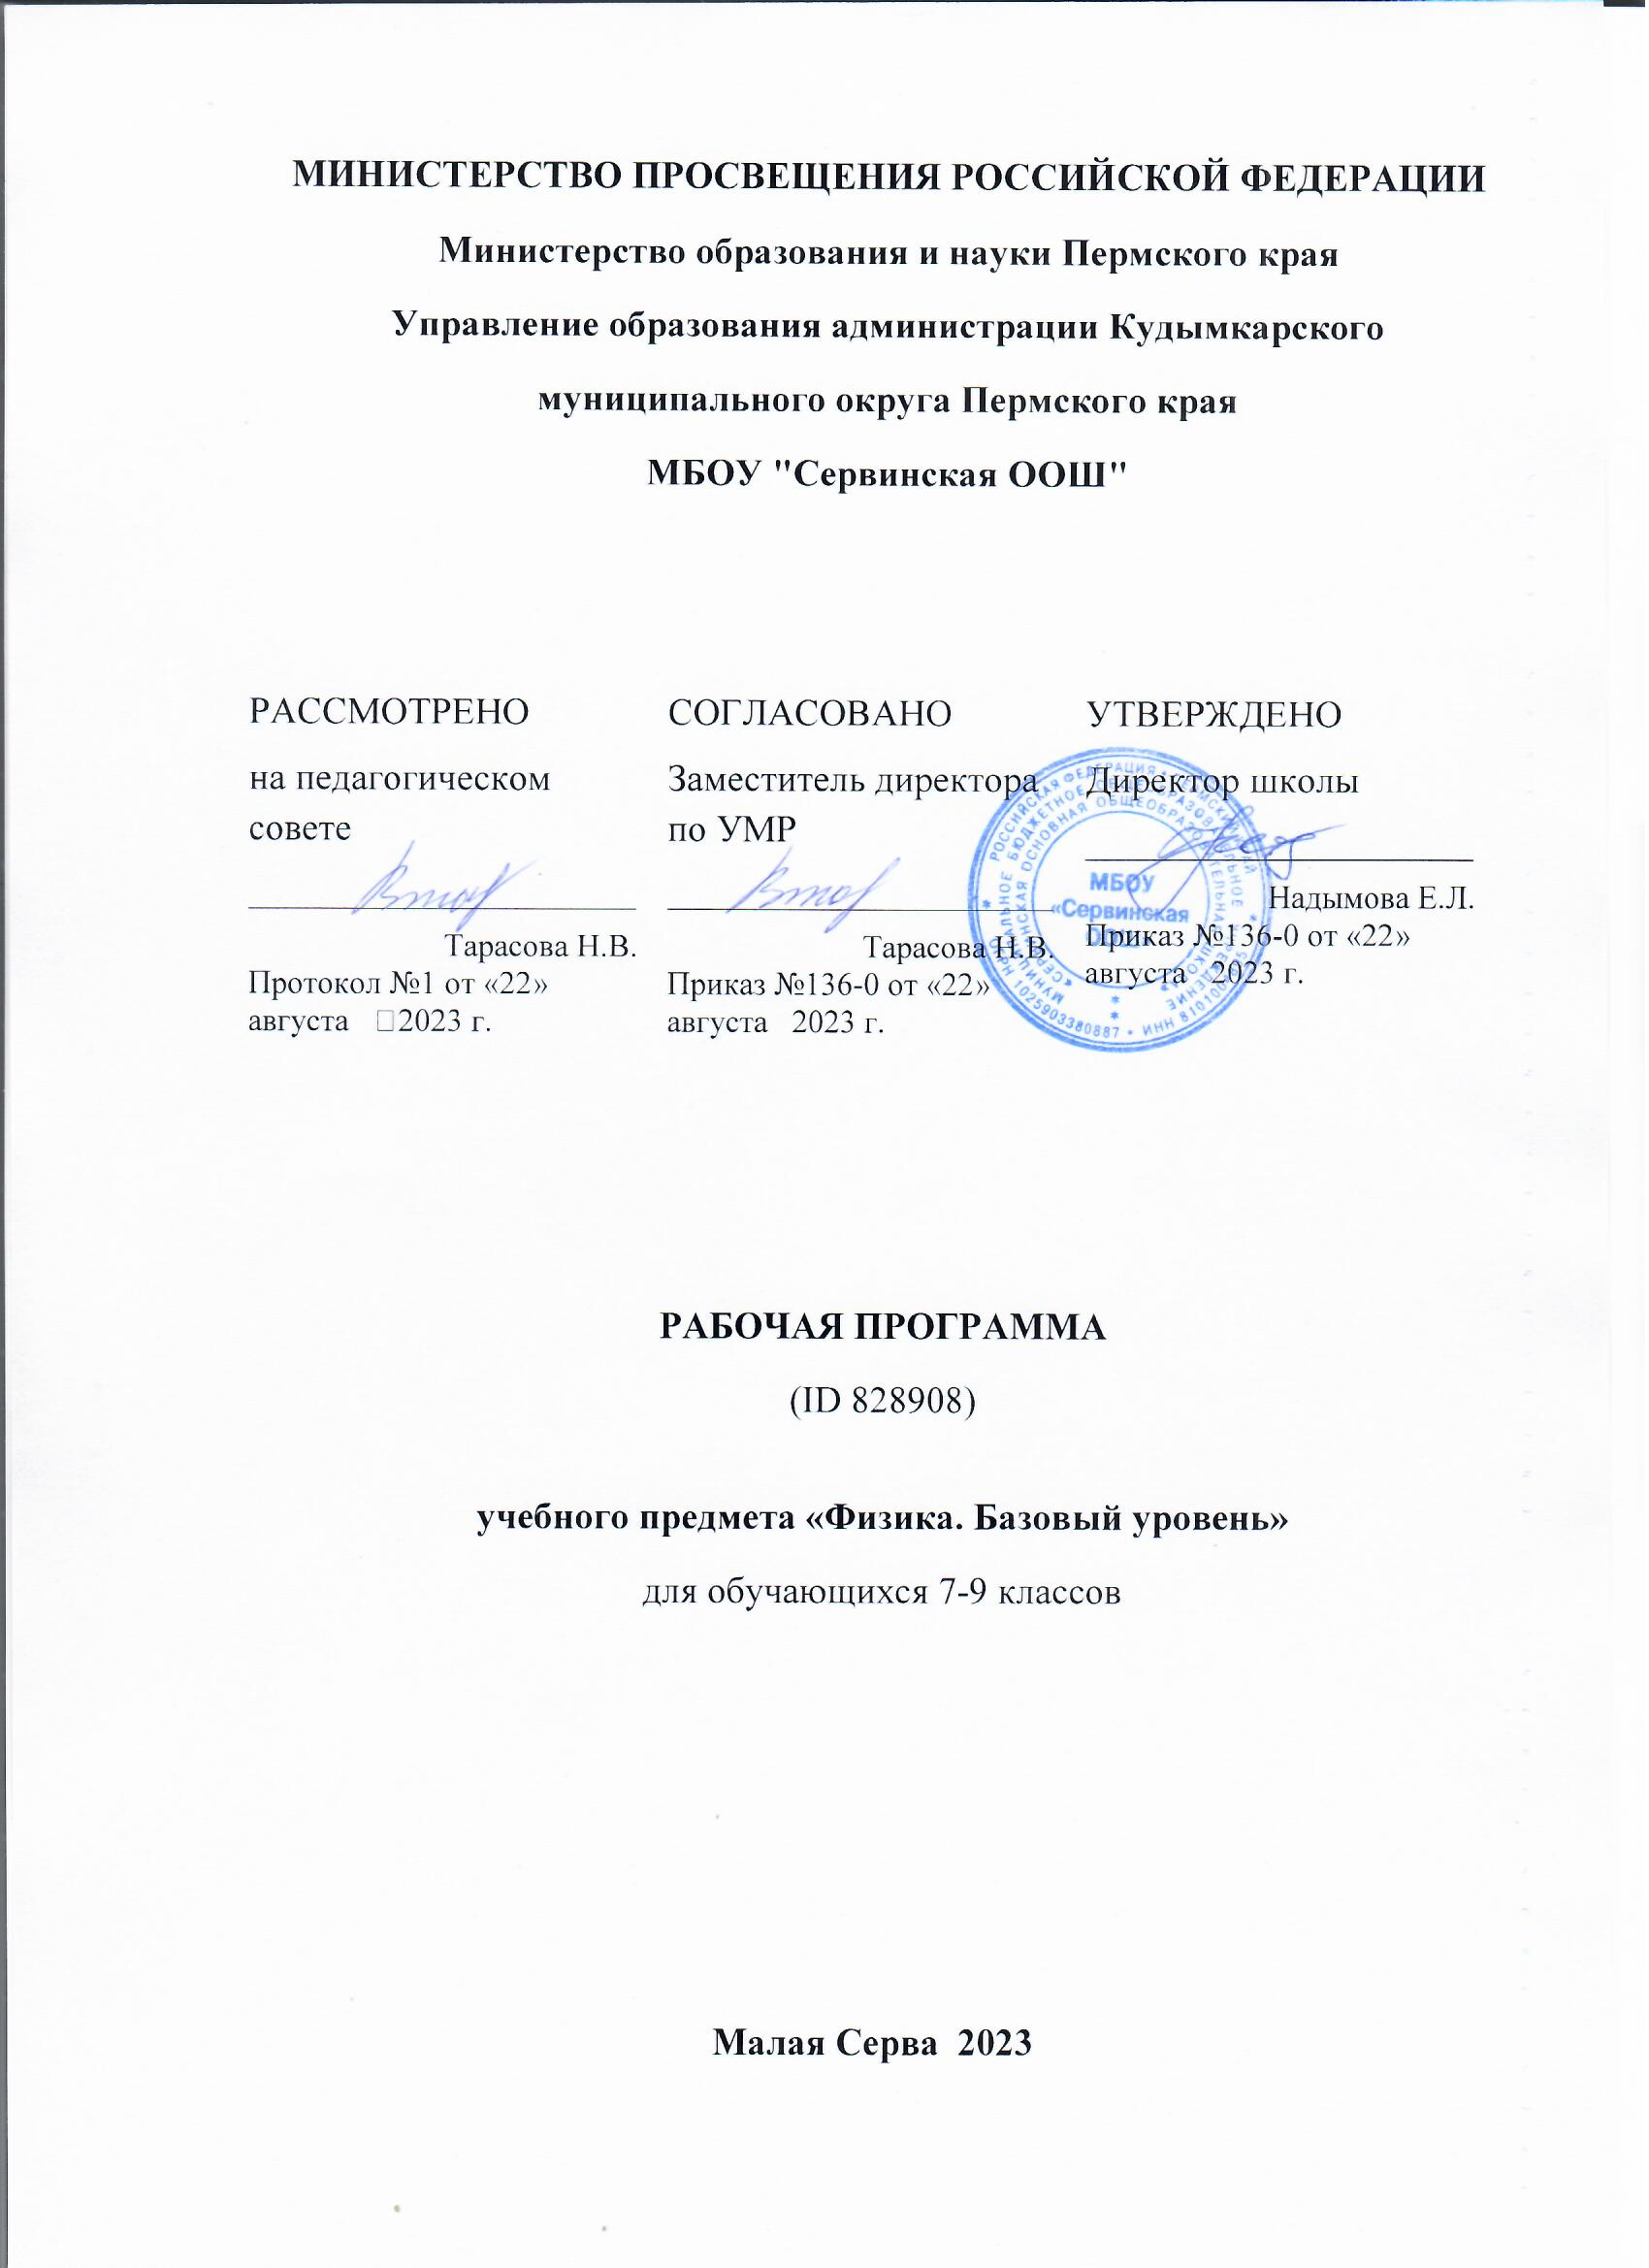 МИНИСТЕРСТВО ПРОСВЕЩЕНИЯ РОССИЙСКОЙ ФЕДЕРАЦИИ
Министерство образования и науки Пермского края
Управление образования администрации Кудымкарского
муниципального округа Пермского края
МБОУ "Сервинская ООШ"
РАССМОТРЕНО
на педагогическом
совете
Тарасова Н.В.
Протокол №1 от «22»
августа 2023 г.
СОГЛАСОВАНО
Заместитель директора
по УМР
Тарасова Н.В.
Приказ №136-0 от «22»
августа 2023 г.
УТВЕРЖДЕНО
Директор школы
Надымова Е.Л.
Приказ №136-0 от «22»
августа 2023 г.
МБОУ
«Сервинская
РАБОЧАЯ ПРОГРАММА
(ID 828908)
учебного предмета «Физика. Базовый уровень»
для обучающихся 7-9 классов
Малая Серва 2023